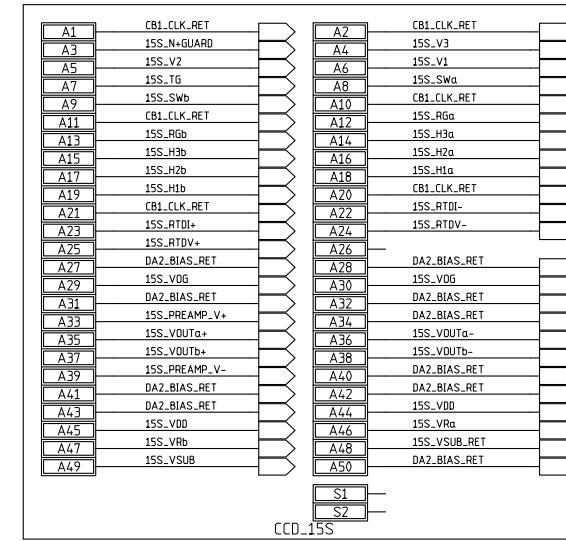 A1 CB1_CLK_RET A2 CB1_CLK_RET
A3 15S_N+GUARD A4 15S_V3
A5 15S_V2 A6 15S_V1
A7 15S_TG A8 15S_SWa
A9 15S_SWb A10 CB1_CLK_RET
A11 CB1_CLK_RET A12 15S_RGa
A13 15S_RGb A14 15S_H3a
A15 15S_H3b A16 15S_H2a
A17 15S_H2b A18 15S_H1a
A19 15S_H1b A20 CB1_CLK_RET
A21 CB1_CLK_RET A22 15S_RTDI-
A23 15S_RTDI+ A24 15S_RTDV-
A25 15S_RTDV+ A26
A27 DA2_BIAS_RET A28 DA2_BIAS_RET
A29 15S_VOG A30 15S_VOG
A31 DA2_BIAS_RET A32 DA2_BIAS_RET
A33 15S_PREAMP_V+ A34 DA2_BIAS_RET
A35 15S_VOUTa+ A36 15S_VOUTa-
A37 15S_VOUTb+ A38 15S_VOUTb-
A39 15S_PREAMP_V- A40 DA2_BIAS_RET
A41 DA2_BIAS_RET A42 DA2_BIAS_RET
A43 DA2_BIAS_RET A44 15S_VDD
A45 15S_VDD A46 15S_VRa
A47 15S_VRb A48 15S_VSUB_RET
A49 15S_VSUB A50 DA2_BIAS_RET
S1
S2
CCD_15S